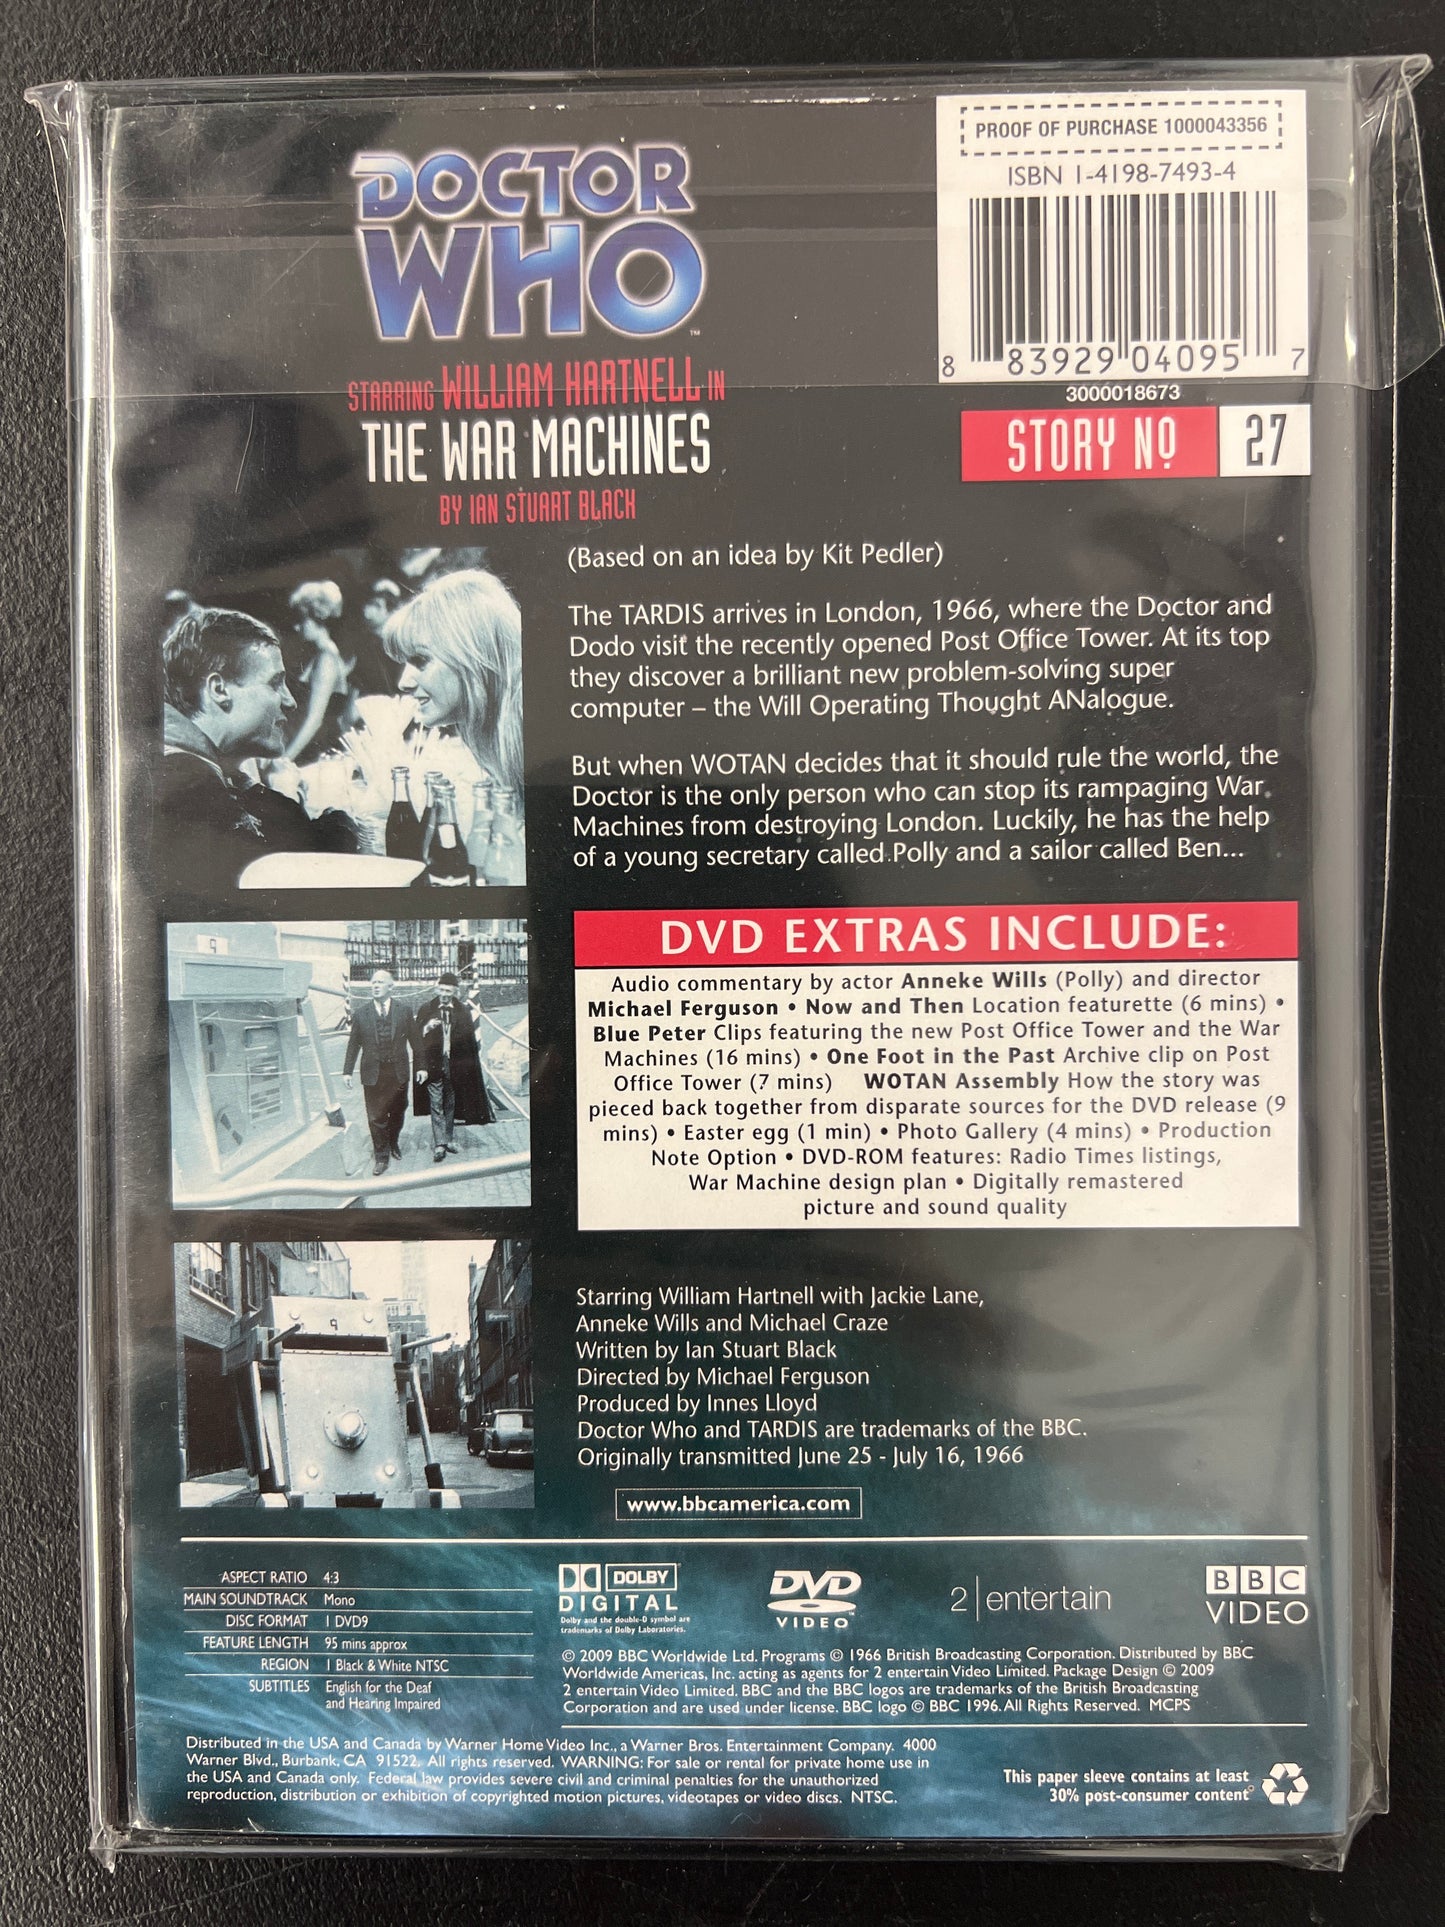 PROOF OF PURCHASE 1000043356
ISBN 1-4198-7493-4
8 83929 04095 7
3000018673
STORY Nº 27
DOCTOR
WHO
™
STARRING WILLIAM HARTNELL IN
THE WAR MACHINES
BY IAN STUART BLACK
(Based on an idea by Kit Pedler)
The TARDIS arrives in London, 1966, where the Doctor and
Dodo visit the recently opened Post Office Tower. At its top
they discover a brilliant new problem-solving super
computer – the Will Operating Thought ANalogue.
But when WOTAN decides that it should rule the world, the
Doctor is the only person who can stop its rampaging War
Machines from destroying London. Luckily, he has the help
of a young secretary called Polly and a sailor called Ben...
9
9
DVD EXTRAS INCLUDE:
Audio commentary by actor Anneke Wills (Polly) and director
Michael Ferguson • Now and Then Location featurette (6 mins) •
Blue Peter Clips featuring the new Post Office Tower and the War
Machines (16 mins) • One Foot in the Past Archive clip on Post
Office Tower (7 mins) WOTAN Assembly How the story was
pieced back together from disparate sources for the DVD release (9
mins) • Easter egg (1 min) • Photo Gallery (4 mins) • Production
Note Option • DVD-ROM features: Radio Times listings,
War Machine design plan • Digitally remastered
picture and sound quality
Starring William Hartnell with Jackie Lane,
Anneke Wills and Michael Craze
Written by Ian Stuart Black
Directed by Michael Ferguson
Produced by Innes Lloyd
Doctor Who and TARDIS are trademarks of the BBC.
Originally transmitted June 25 - July 16, 1966
www.bbcamerica.com
ASPECT RATIO 4:3
MAIN SOUNDTRACK Mono
DISC FORMAT 1 DVD9
FEATURE LENGTH 95 mins approx
REGION 1 Black & White NTSC
SUBTITLES English for the Deaf
and Hearing Impaired
DOLBY
DIGITAL
Dolby and the double-D symbol are
trademarks of Dolby Laboratories.
DVD
VIDEO
2 | entertain
BBC
VIDEO
© 2009 BBC Worldwide Ltd. Programs © 1966 British Broadcasting Corporation. Distributed by BBC
Worldwide Americas, Inc. acting as agents for 2 entertain Video Limited. Package Design © 2009
2 entertain Video Limited. BBC and the BBC logos are trademarks of the British Broadcasting
Corporation and are used under license. BBC logo © BBC 1996. All Rights Reserved. MCPS
Distributed in the USA and Canada by Warner Home Video Inc., a Warner Bros. Entertainment Company. 4000
Warner Blvd., Burbank, CA 91522. All rights reserved. WARNING: For sale or rental for private home use in
the USA and Canada only. Federal law provides severe civil and criminal penalties for the unauthorized
reproduction, distribution or exhibition of copyrighted motion pictures, videotapes or video discs. NTSC.
This paper sleeve contains at least
30% post-consumer content